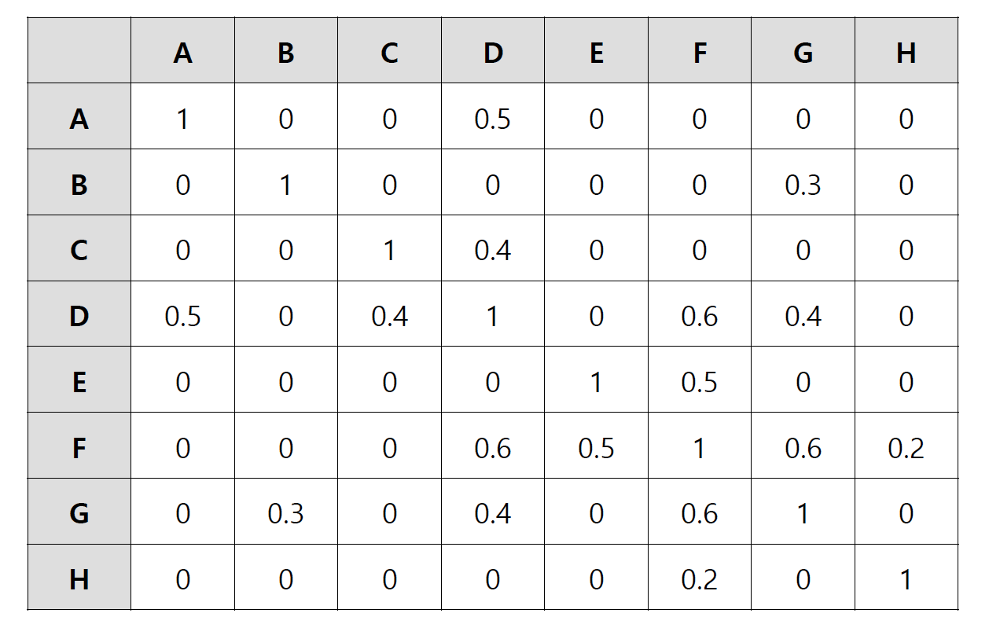 A B C D E F G H
A 1 0 0 0.5 0 0 0 0
B 0 1 0 0 0 0 0.3 0
C 0 0 1 0.4 0 0 0 0
D 0.5 0 0.4 1 0 0.6 0.4 0
E 0 0 0 0 1 0.5 0 0
F 0 0 0 0.6 0.5 1 0.6 0.2
G 0 0.3 0 0.4 0 0.6 1 0
H 0 0 0 0 0 0.2 0 1